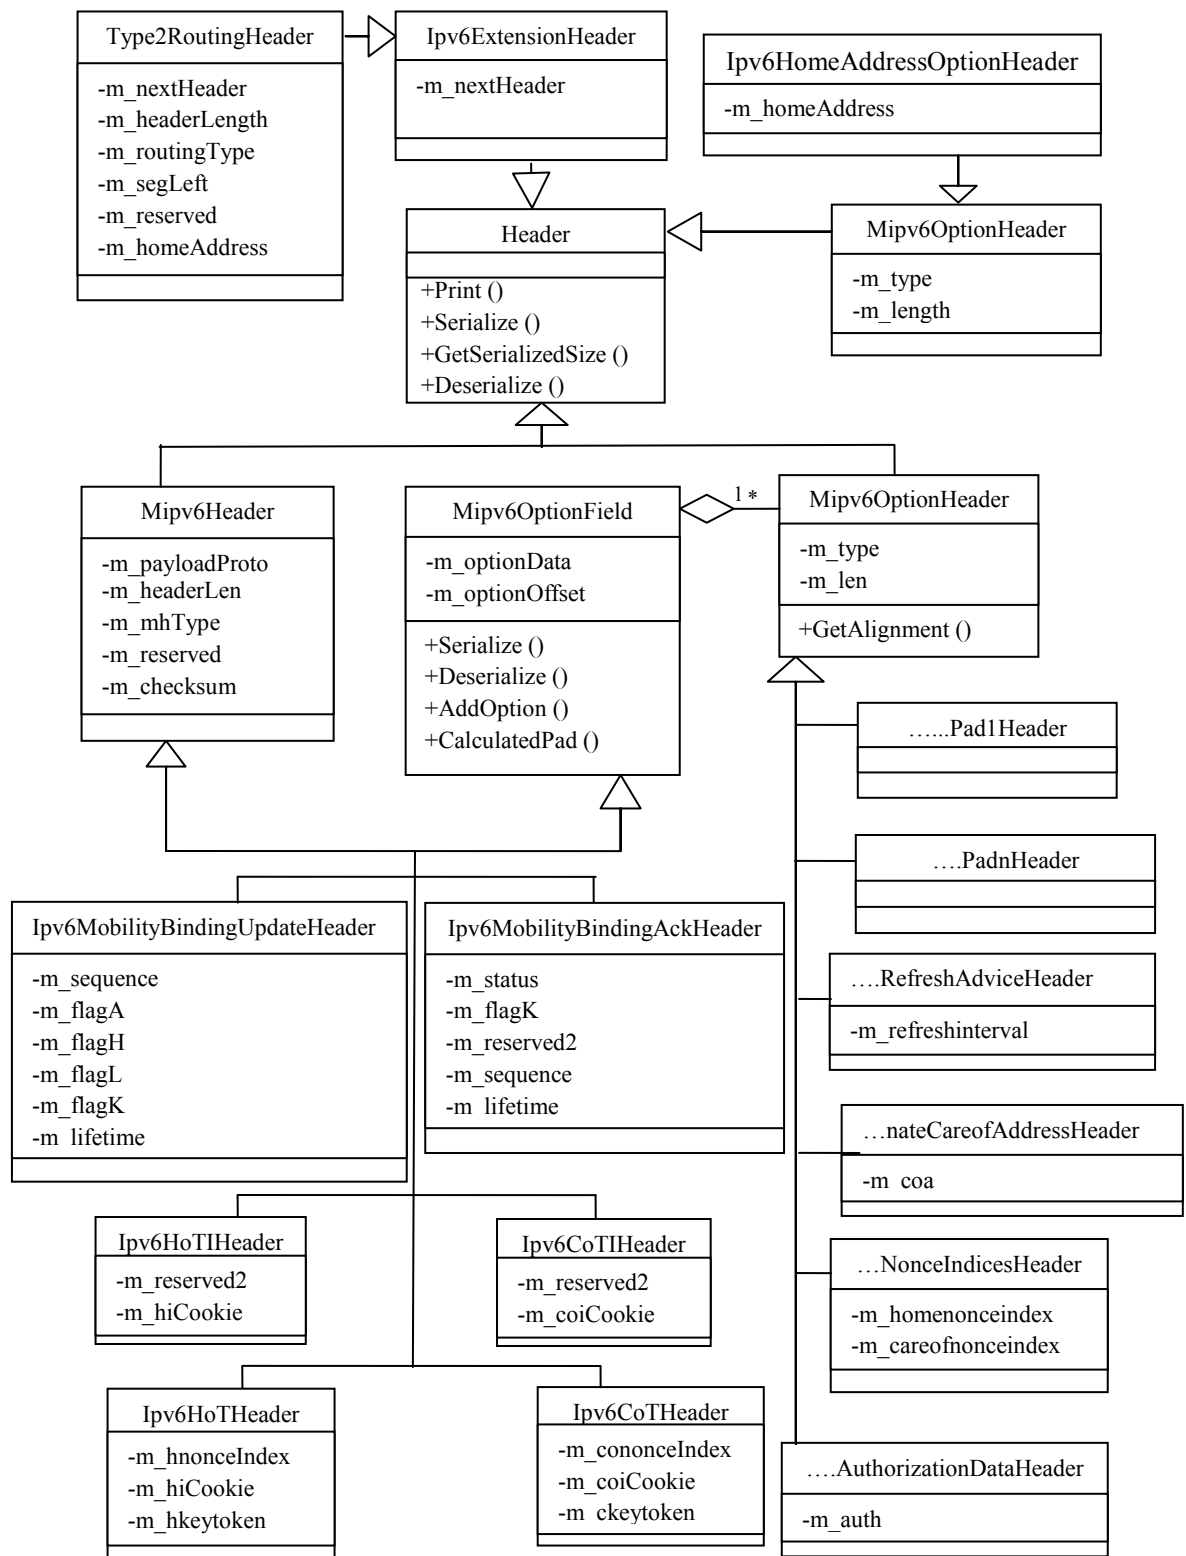 Type2RoutingHeader
-m_nextHeader
-m_headerLength
-m_routingType
-m_segLeft
-m_reserved
-m_homeAddress
Ipv6ExtensionHeader
-m_nextHeader
Ipv6HomeAddressOptionHeader
-m_homeAddress
Header
+Print ()
+Serialize ()
+GetSerializedSize ()
+Deserialize ()
Mipv6OptionHeader
-m_type
-m_length
Mipv6Header
-m_payloadProto
-m_headerLen
-m_mhType
-m_reserved
-m_checksum
Mipv6OptionField
-m_optionData
-m_optionOffset
+Serialize ()
+Deserialize ()
+AddOption ()
+CalculatedPad ()
1 *
Mipv6OptionHeader
-m_type
-m_len
+GetAlignment ()
…...Pad1Header
….PadnHeader
….RefreshAdviceHeader
-m_refreshinterval
…nateCareofAddressHeader
-m_coa
…NonceIndicesHeader
-m_homenonceindex
-m_careofnonceindex
….AuthorizationDataHeader
-m_auth
Ipv6MobilityBindingUpdateHeader
-m_sequence
-m_flagA
-m_flagH
-m_flagL
-m_flagK
-m_lifetime
Ipv6MobilityBindingAckHeader
-m_status
-m_flagK
-m_reserved2
-m_sequence
-m_lifetime
Ipv6HoTIHeader
-m_reserved2
-m_hiCookie
Ipv6CoTIHeader
-m_reserved2
-m_coiCookie
Ipv6HoTHeader
-m_hnonceIndex
-m_hiCookie
-m_hkeytoken
Ipv6CoTHeader
-m_cononceIndex
-m_coiCookie
-m_ckeytoken